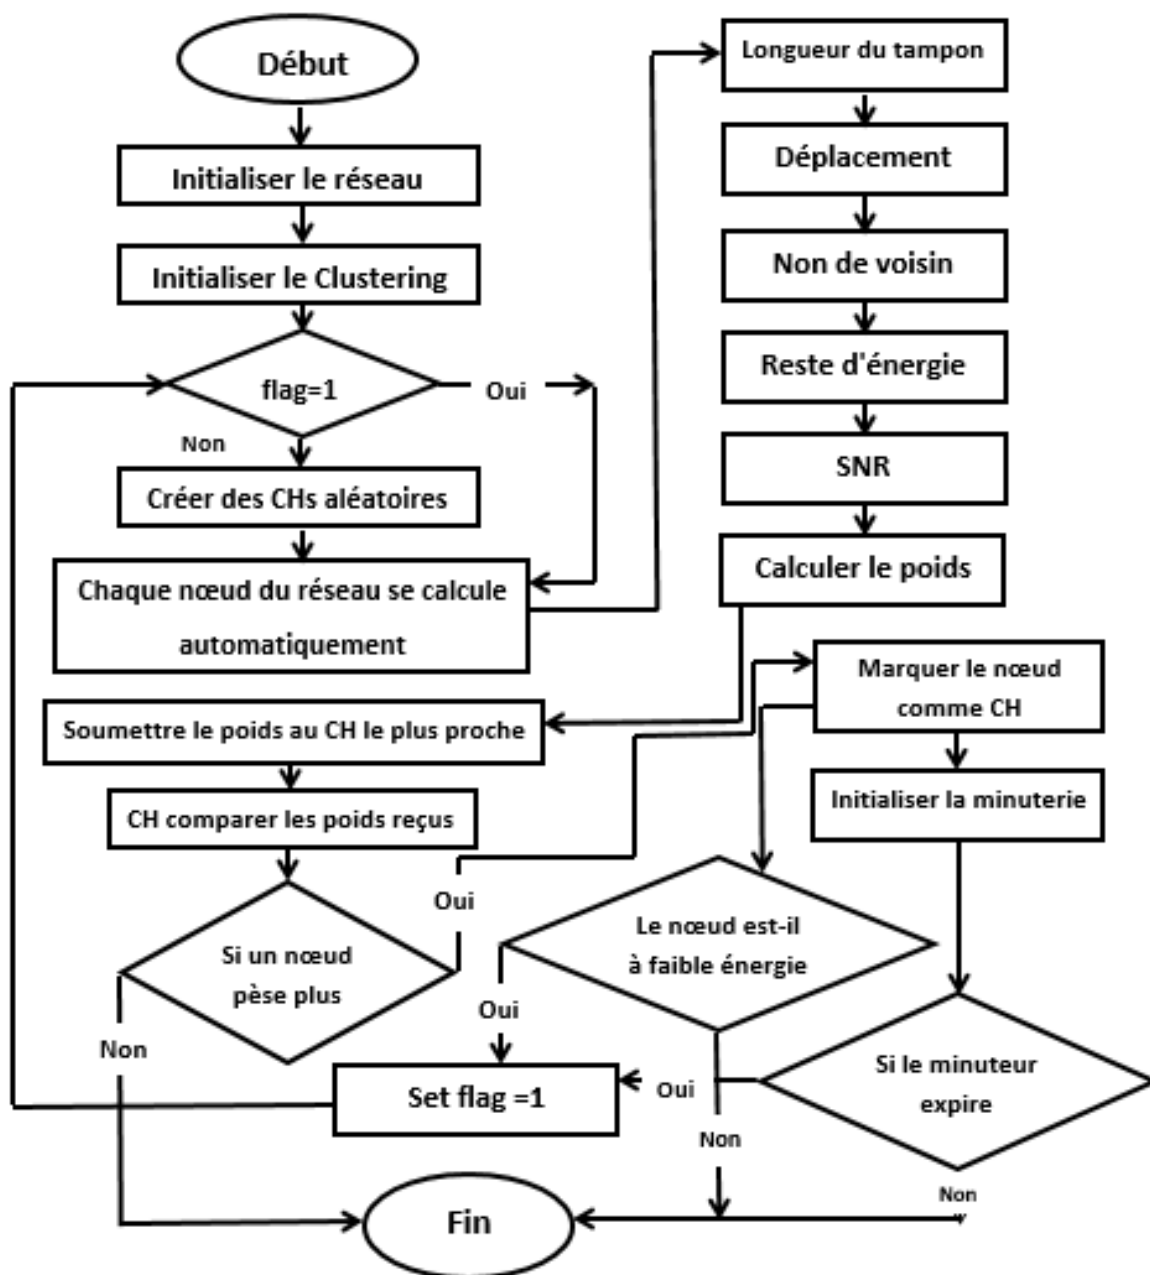 Début
Initialiser le réseau
Initialiser le Clustering
flag=1
Oui
Non
Créer des CHs aléatoires
Chaque nœud du réseau se calcule
automatiquement
Longueur du tampon
Déplacement
Non de voisin
Reste d'énergie
SNR
Calculer le poids
Soumettre le poids au CH le plus proche
CH comparer les poids reçus
Si un nœud
pèse plus
Oui
Non
Marquer le nœud
comme CH
Initialiser la minuterie
Le nœud est-il
à faible énergie
Oui
Non
Si le minuteur
expire
Oui
Non
Set flag =1
Fin